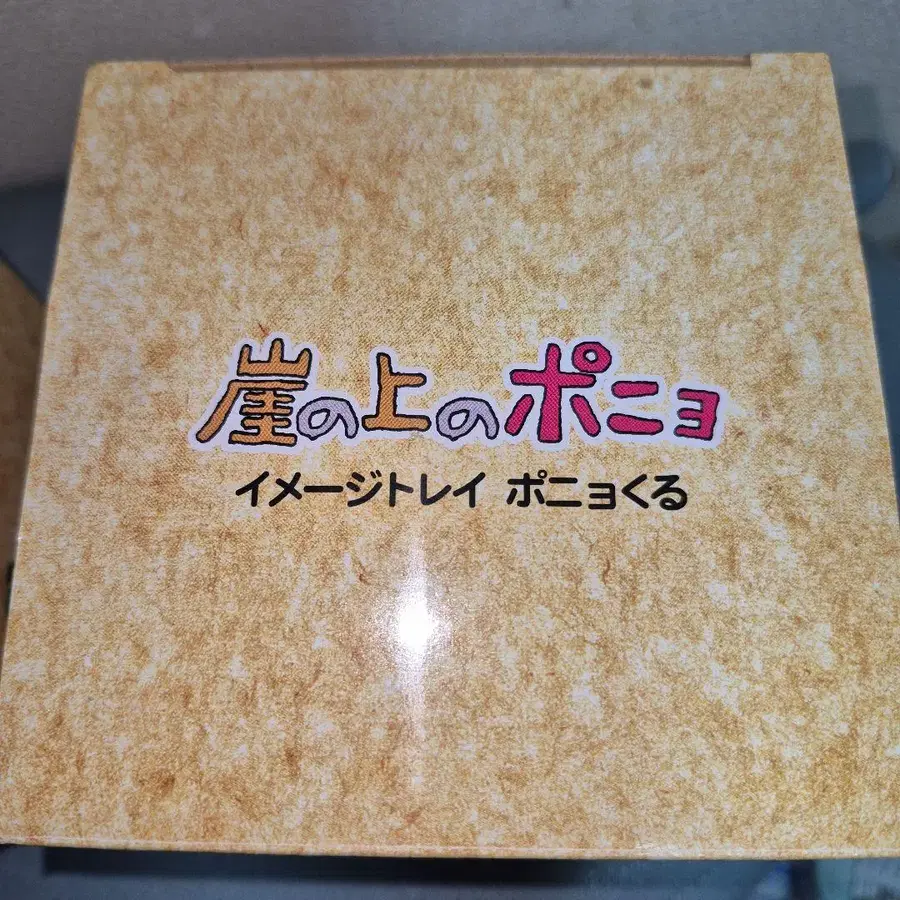 崖の上のポニョ
イメージトレイ ポニョくる